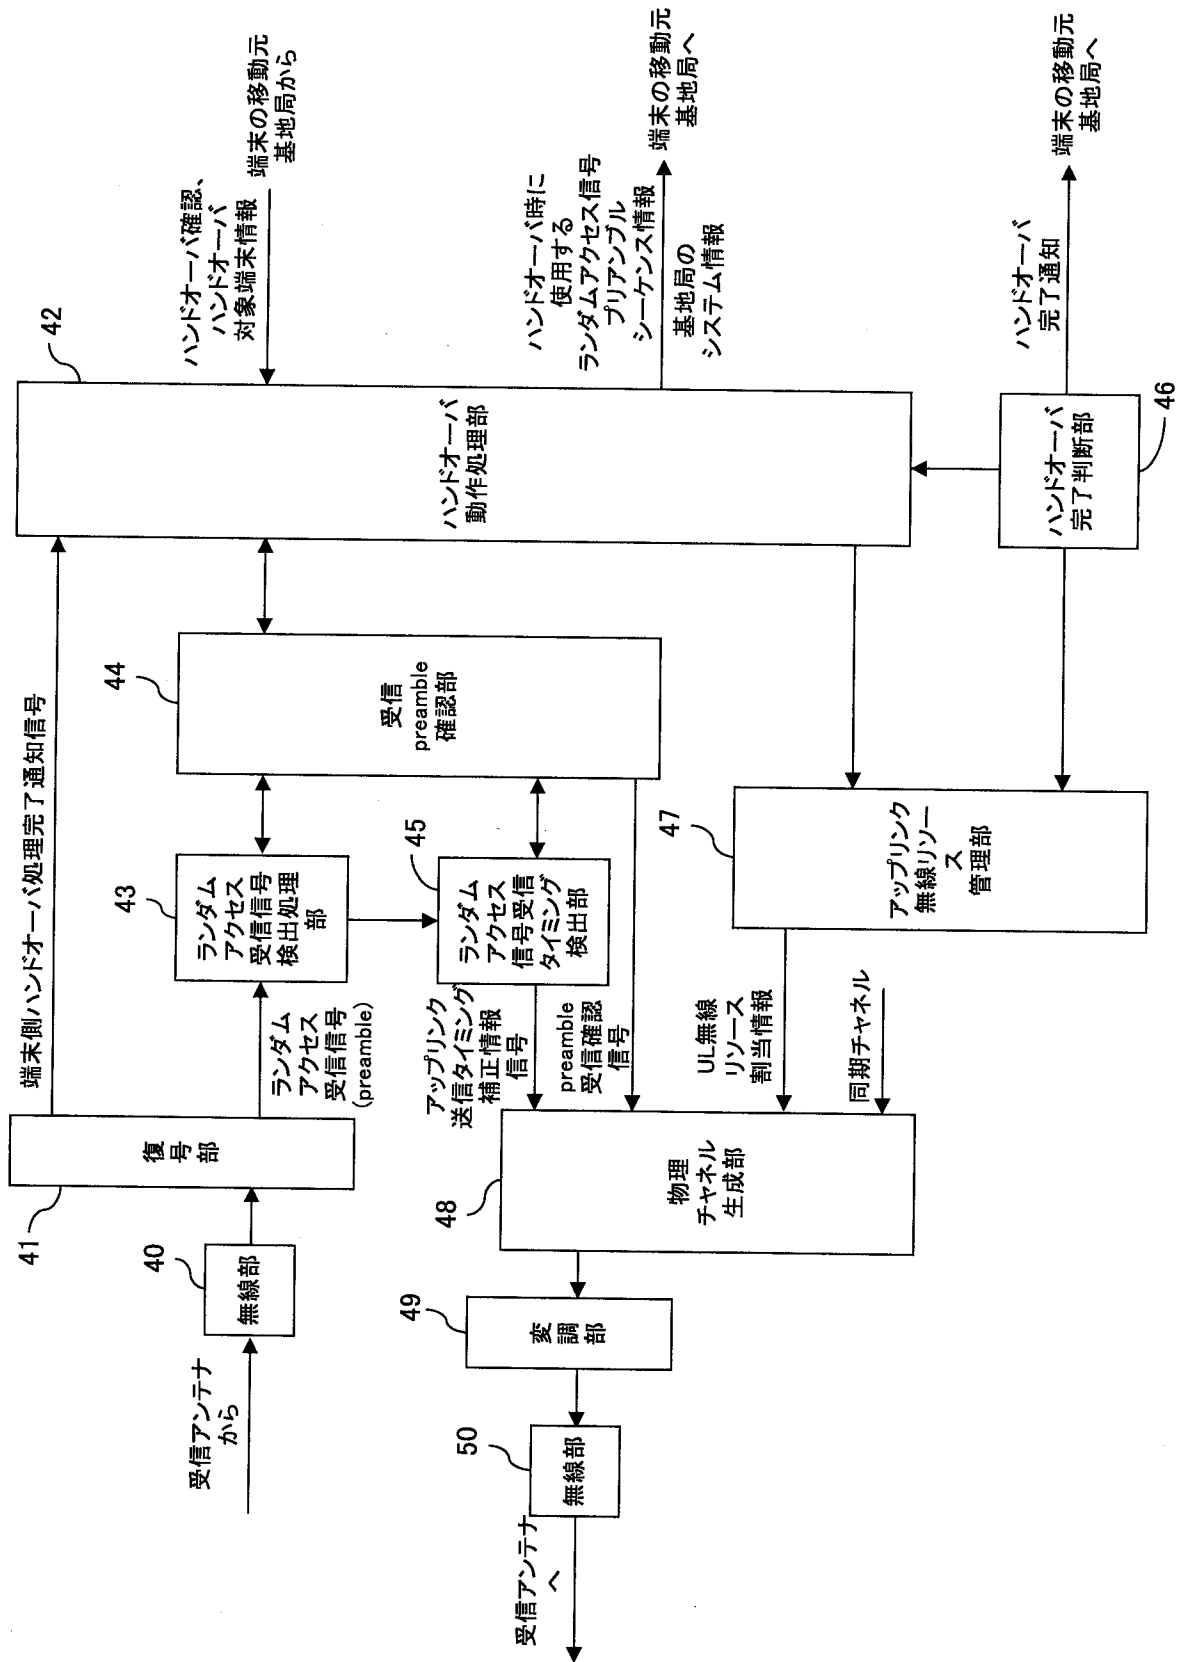 端末側ハンドオーバ処理完了通知信号
41
復
号
部
受信アンテナ
から
40
無線部
ランダム
アクセス
受信信号
(preamble)
43
ランダム
アクセス
受信信号
検出処理
部
44
受信
preamble
確認部
42
ハンドオーバ
動作処理部
ハンドオーバ確認、
ハンドオーバ
対象端末情報
端末の移動元
基地局から
45
ランダム
アクセス
信号受信
タイミング
検出部
アップリンク
送信タイミング
補正情報
信号
preamble
受信確認
信号
ハンドオーバ時に
使用する
ランダムアクセス信号
プリアンブル
シーケンス情報
基地局の
システム情報
端末の移動元
基地局へ
受信アンテナ
へ
50
無線部
49
変
調
部
48
物理
チャネル
生成部
UL無線
リソース
割当情報
同期チャネル
47
アップリンク
無線リソー
ス
管理部
ハンドオーバ
完了判断部
46
ハンドオーバ
完了通知
端末の移動元
基地局へ